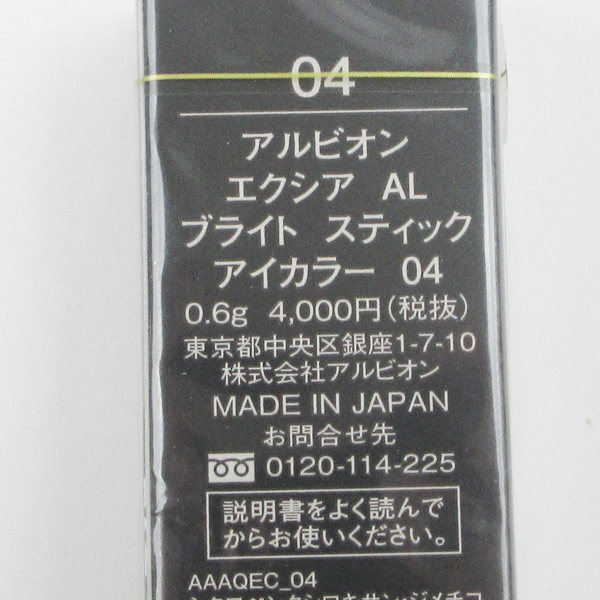 04
アルビオン
エクシア AL
ブライト スティック
アイカラー 04
0.6g 4,000円(税抜)
東京都中央区銀座1-7-10
株式会社アルビオン
MADE IN JAPAN
お問合せ先
0120-114-225
説明書をよく読んで
からお使いください。
AAAQEC_04